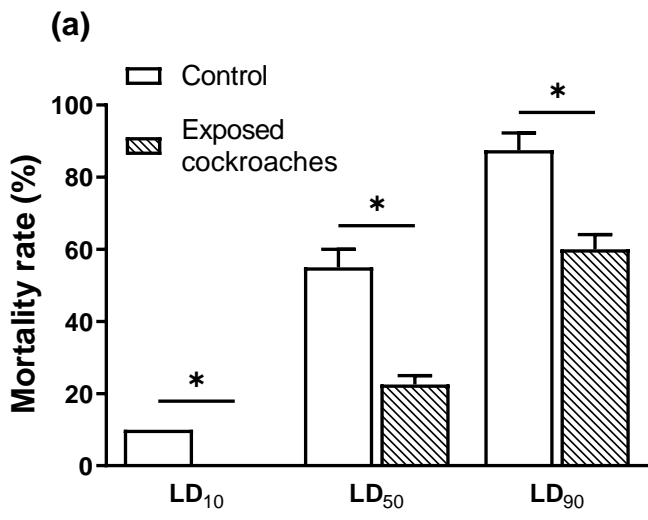 (a)
Control
Exposed
cockroaches
Mortality rate (%)
100
80
60
40
20
0
*
*
*
LD₁₀ LD₅₀ LD₉₀